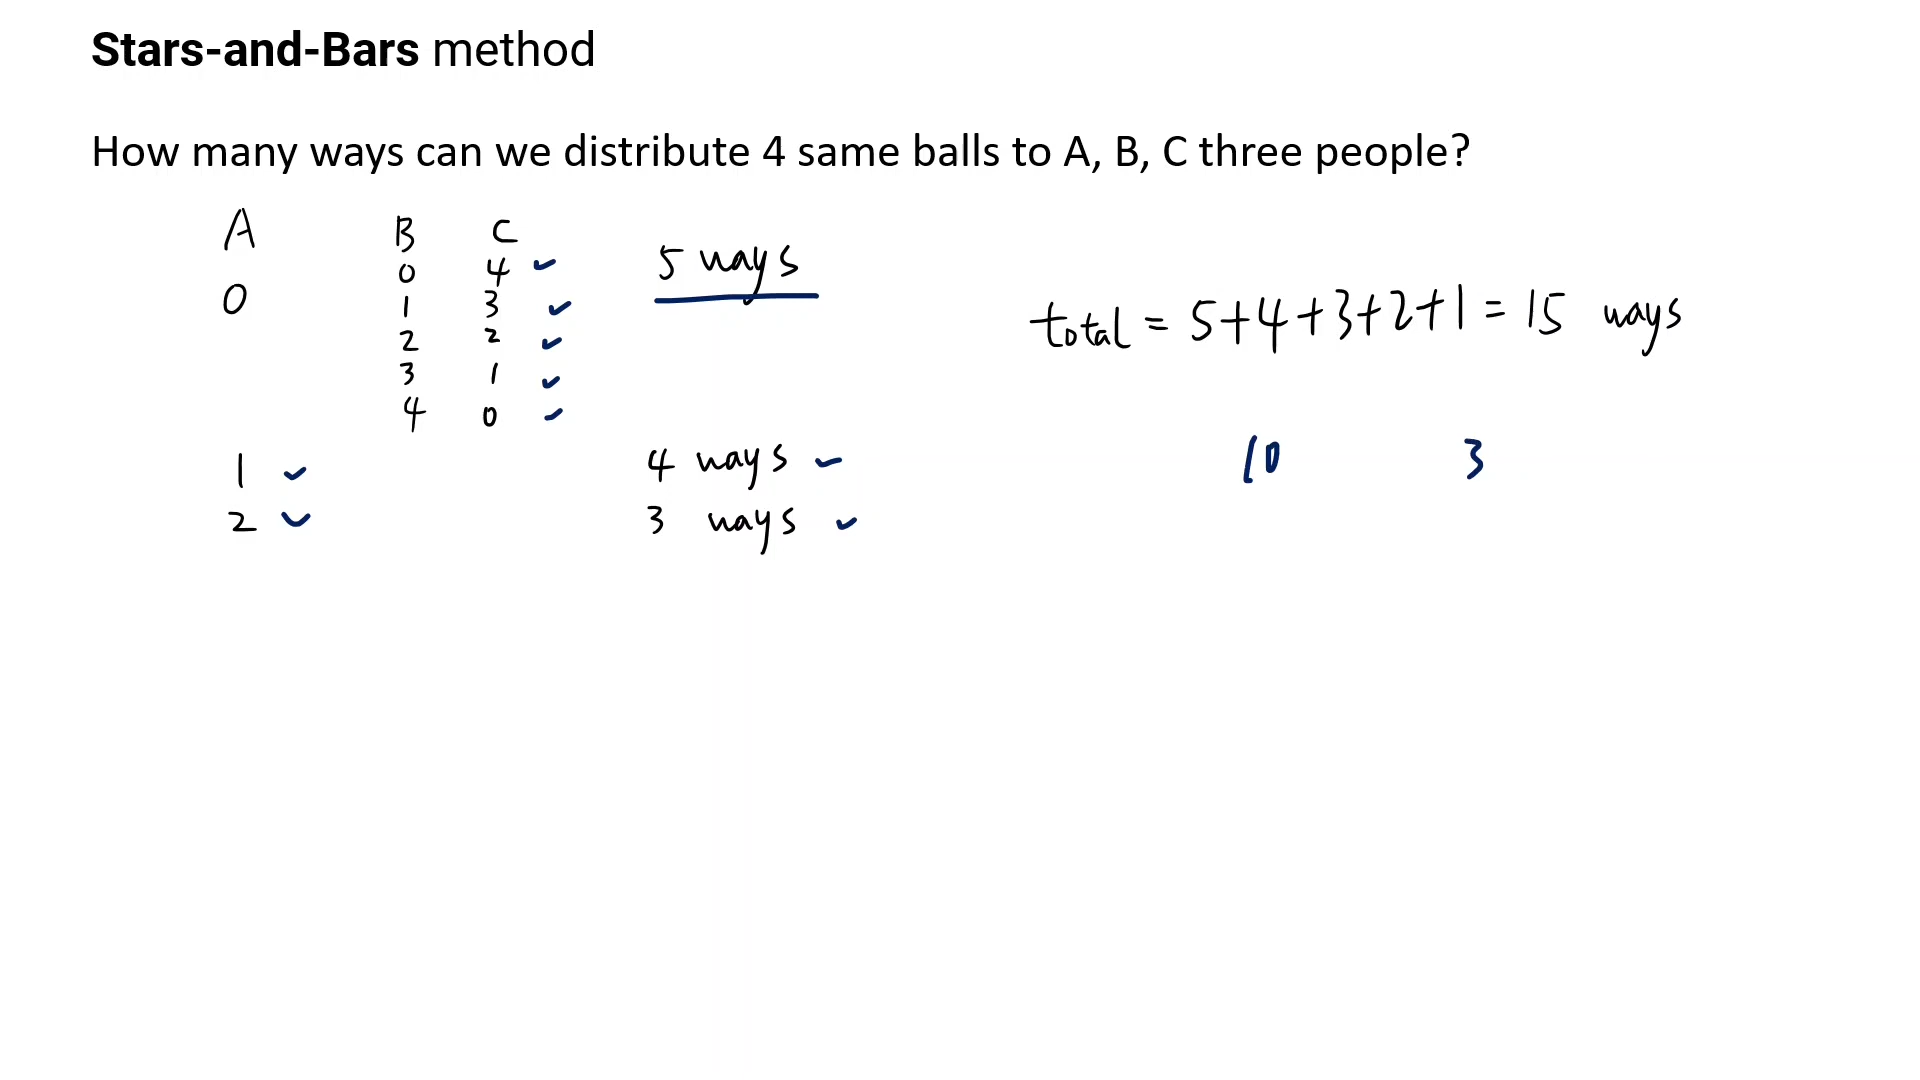 Stars-and-Bars method
How many ways can we distribute 4 same balls to A, B, C three people?
A B C
0 4 5 ways
0
1 3 total = 5+4+3+2+1 = 15 ways
2 2
3 1
4 0
1 4 ways 10 3
2 3 ways